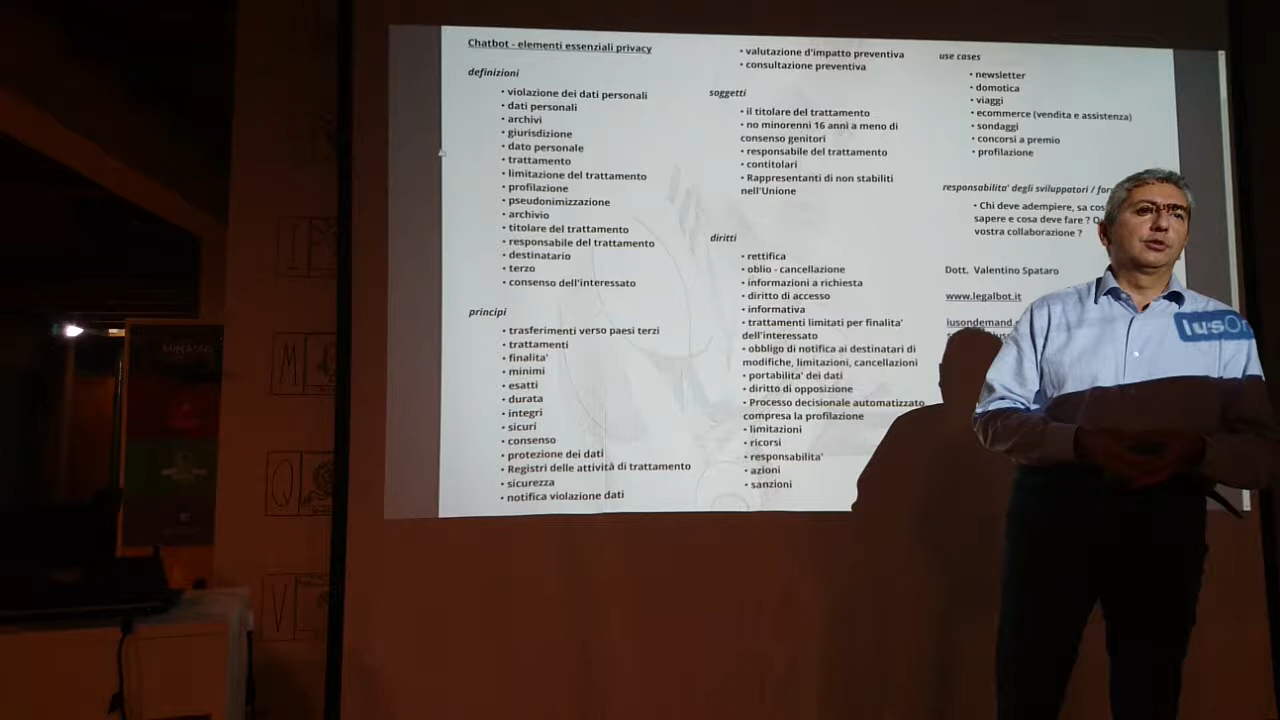 Chatbot - elementi essenziali privacy
definizioni
• violazione dei dati personali
• dati personali
• archivi
• giurisdizione
• dato personale
• trattamento
• limitazione del trattamento
• profilazione
• pseudonimizzazione
• archivio
• titolare del trattamento
• responsabile del trattamento
• destinatario
• terzo
• consenso dell'interessato
principi
• trasferimenti verso paesi terzi
• trattamenti
• finalita'
• minimi
• esatti
• durata
• integri
• sicuri
• consenso
• protezione dei dati
• Registri delle attività di trattamento
• sicurezza
• notifica violazione dati
• valutazione d'impatto preventiva
• consultazione preventiva
soggetti
• il titolare del trattamento
• no minorenni 16 anni a meno di
consenso genitori
• responsabile del trattamento
• contitolari
• Rappresentanti di non stabiliti
nell'Unione
diritti
• rettifica
• oblio - cancellazione
• informazioni a richiesta
• diritto di accesso
• informativa
• trattamenti limitati per finalita'
dell'interessato
• obbligo di notifica ai destinatari di
modifiche, limitazioni, cancellazioni
• portabilita' dei dati
• diritto di opposizione
• Processo decisionale automatizzato
compresa la profilazione
• limitazioni
• ricorsi
• responsabilita'
• azioni
• sanzioni
use cases
• newsletter
• domotica
• viaggi
• ecommerce (vendita e assistenza)
• sondaggi
• concorsi a premio
• profilazione
responsabilita' degli sviluppatori /
• Chi deve adempiere, sa
sapere e cosa deve fare ?
vostra collaborazione ?
Dott. Valentino Spataro
www.legalbot.it
iusondemand.
IusOn
M
Q
V